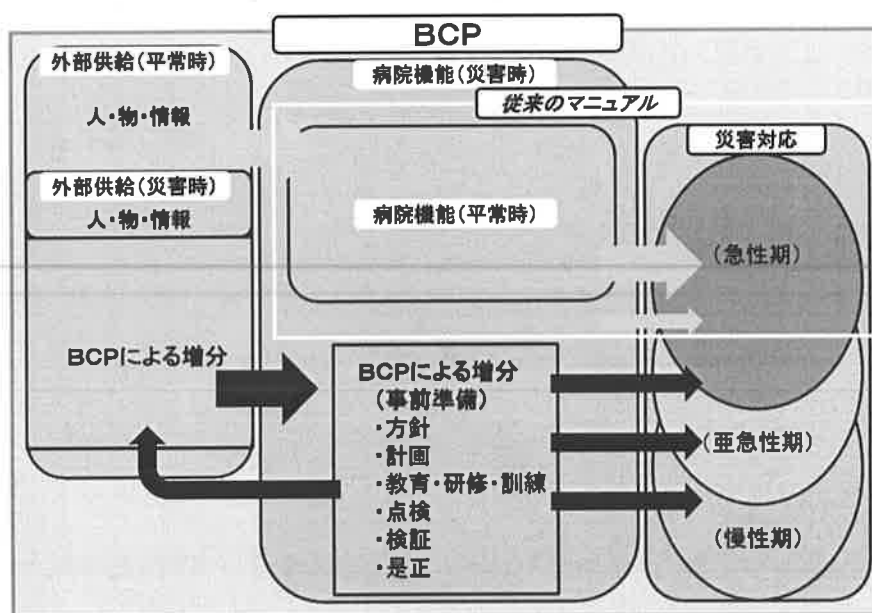 BCP
外部供給(平常時)
人・物・情報
外部供給(災害時)
人・物・情報
BCPによる増分
病院機能(災害時)
従来のマニュアル
病院機能(平常時)
BCPによる増分
(事前準備)
・方針
・計画
・教育・研修・訓練
・点検
・検証
・是正
災害対応
(急性期)
(亜急性期)
(慢性期)